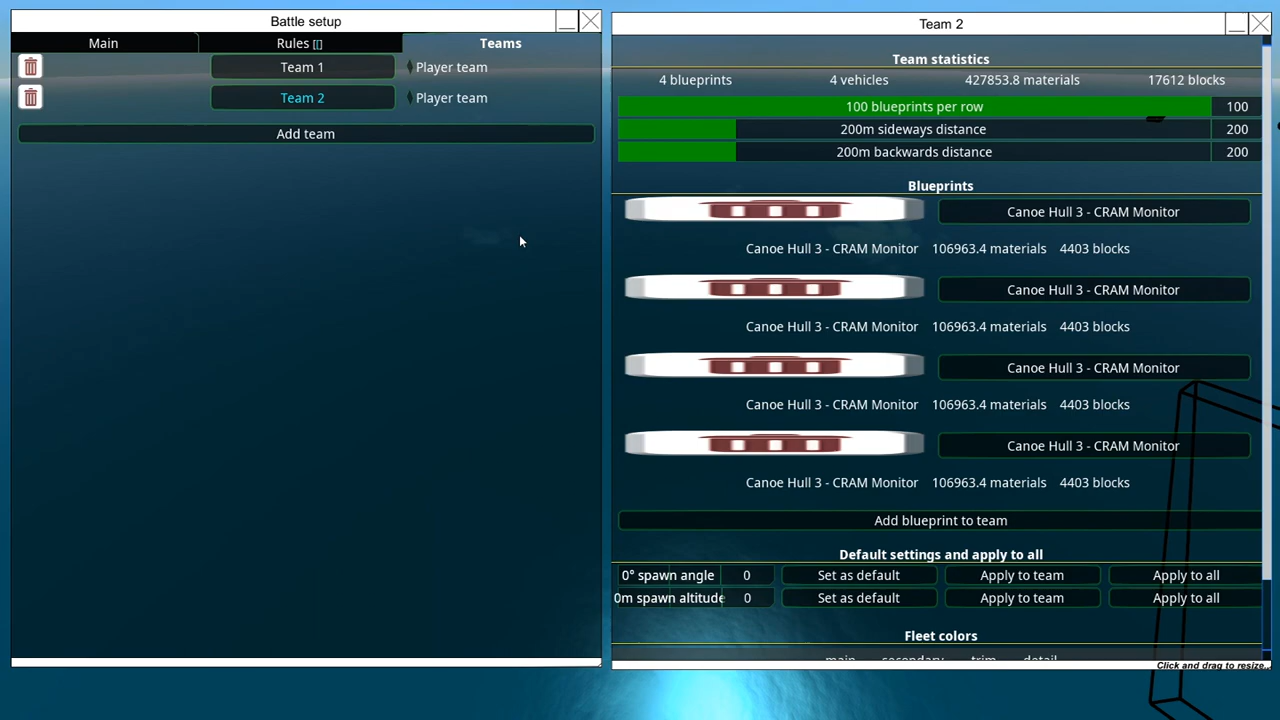 Battle setup
Main
Rules [[]
Teams
Team 1
Player team
Team 2
Player team
Add team
Team 2
Team statistics
4 blueprints 4 vehicles 427853.8 materials 17612 blocks
100 blueprints per row 100
200m sideways distance 200
200m backwards distance 200
Blueprints
Canoe Hull 3 - CRAM Monitor
Canoe Hull 3 - CRAM Monitor 106963.4 materials 4403 blocks
Canoe Hull 3 - CRAM Monitor
Canoe Hull 3 - CRAM Monitor 106963.4 materials 4403 blocks
Canoe Hull 3 - CRAM Monitor
Canoe Hull 3 - CRAM Monitor 106963.4 materials 4403 blocks
Canoe Hull 3 - CRAM Monitor
Canoe Hull 3 - CRAM Monitor 106963.4 materials 4403 blocks
Add blueprint to team
Default settings and apply to all
0° spawn angle 0 Set as default Apply to team Apply to all
0m spawn altitude 0 Set as default Apply to team Apply to all
Fleet colors
main secondary trim detail
Click and drag to resize...